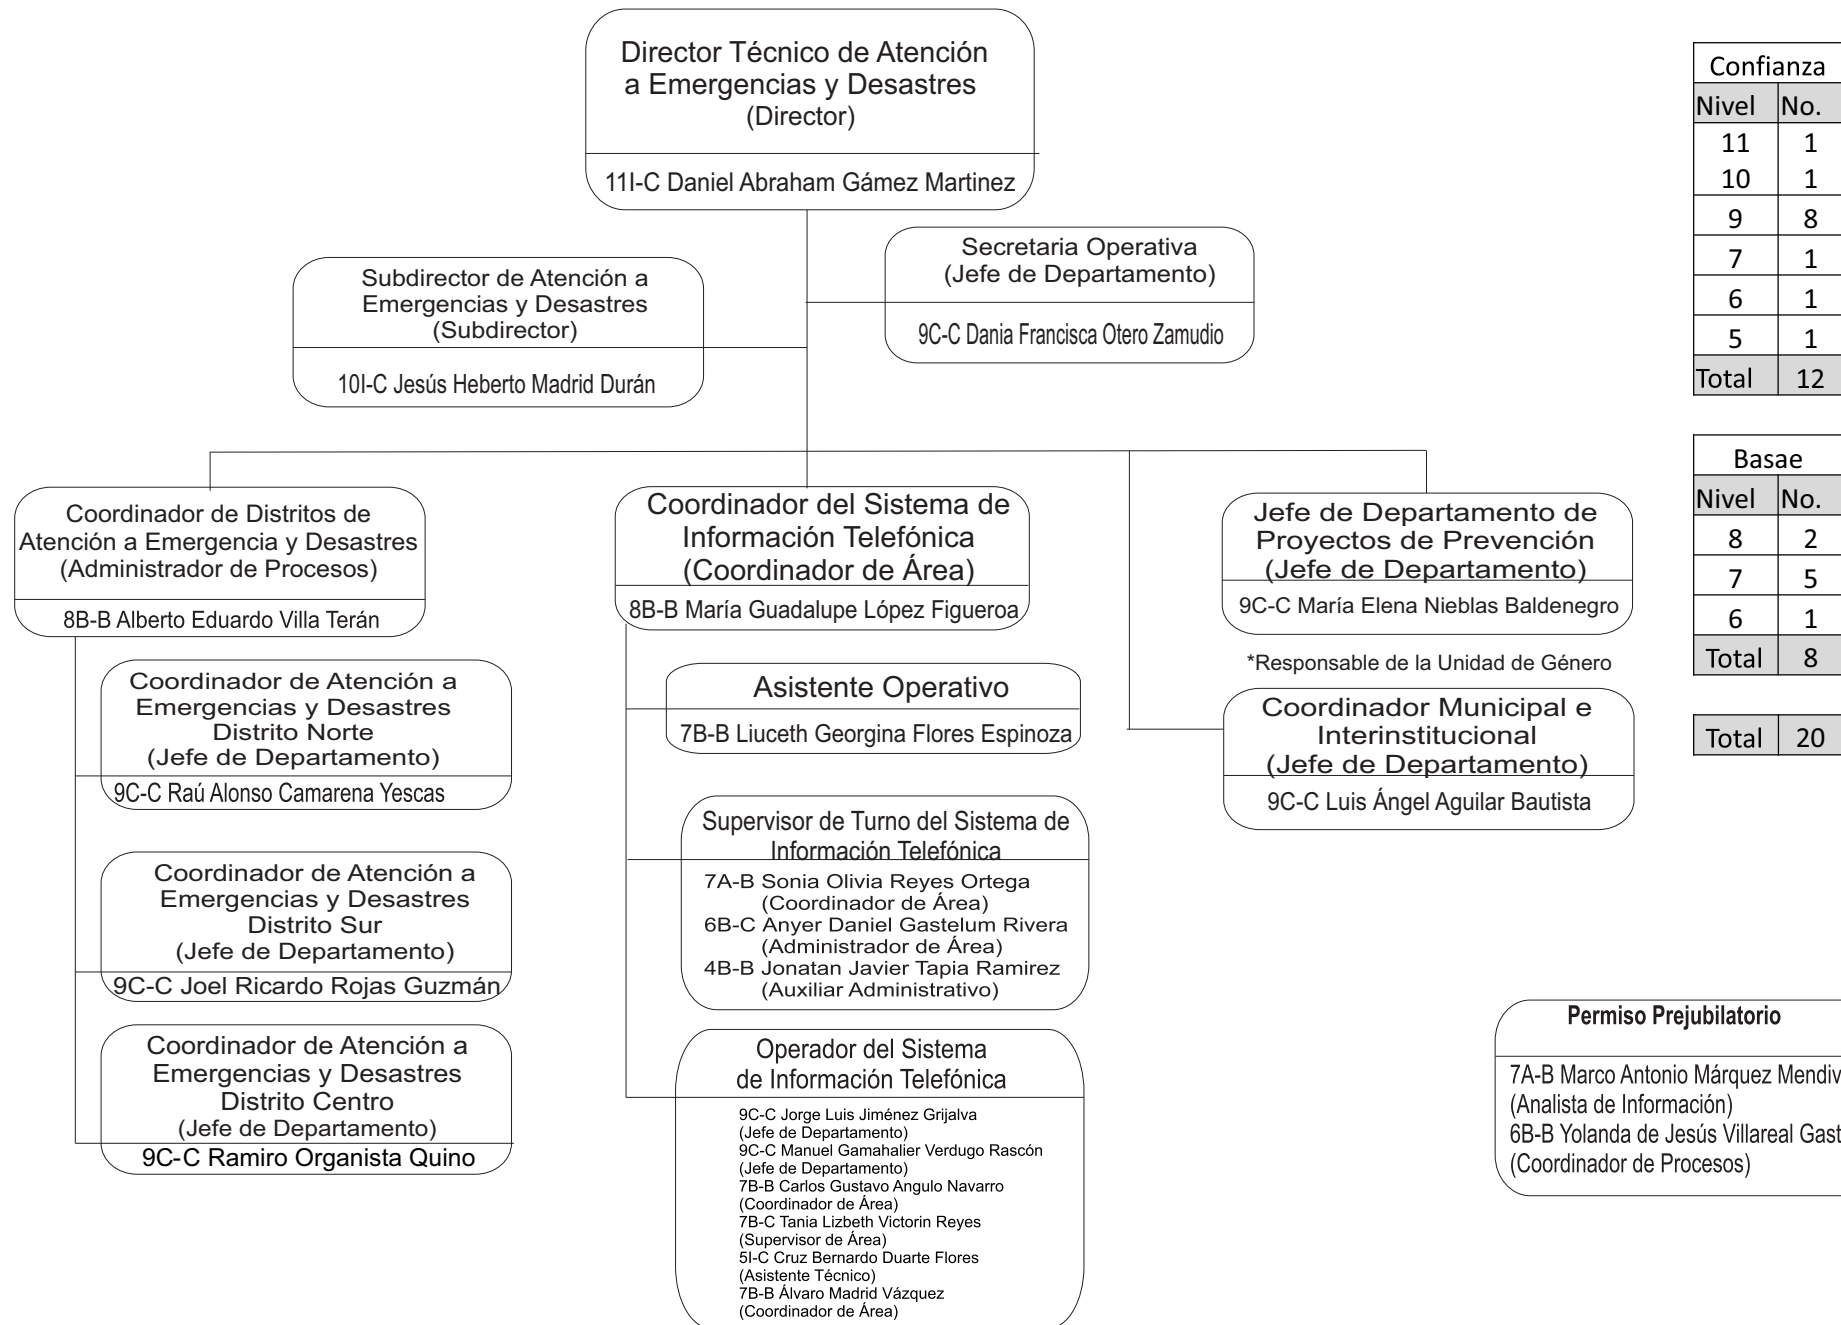 Director Técnico de Atención
a Emergencias y Desastres
(Director)
11I-C Daniel Abraham Gámez Martinez
Secretaria Operativa
(Jefe de Departamento)
9C-C Dania Francisca Otero Zamudio
Subdirector de Atención a
Emergencias y Desastres
(Subdirector)
10I-C Jesús Heberto Madrid Durán
Coordinador de Distritos de
Atención a Emergencia y Desastres
(Administrador de Procesos)
8B-B Alberto Eduardo Villa Terán
Coordinador de Atención a
Emergencias y Desastres
Distrito Norte
(Jefe de Departamento)
9C-C Raú Alonso Camarena Yescas
Coordinador de Atención a
Emergencias y Desastres
Distrito Sur
(Jefe de Departamento)
9C-C Joel Ricardo Rojas Guzmán
Coordinador de Atención a
Emergencias y Desastres
Distrito Centro
(Jefe de Departamento)
9C-C Ramiro Organista Quino
Coordinador del Sistema de
Información Telefónica
(Coordinador de Área)
8B-B María Guadalupe López Figueroa
Asistente Operativo
7B-B Liuceth Georgina Flores Espinoza
Supervisor de Turno del Sistema de
Información Telefónica
7A-B Sonia Olivia Reyes Ortega
(Coordinador de Área)
6B-C Anyer Daniel Gastelum Rivera
(Administrador de Área)
4B-B Jonatan Javier Tapia Ramirez
(Auxiliar Administrativo)
Operador del Sistema
de Información Telefónica
9C-C Jorge Luis Jiménez Grijalva
(Jefe de Departamento)
9C-C Manuel Gamahalier Verdugo Rascón
(Jefe de Departamento)
7B-B Carlos Gustavo Angulo Navarro
(Coordinador de Área)
7B-C Tania Lizbeth Victorin Reyes
(Supervisor de Área)
5I-C Cruz Bernardo Duarte Flores
(Asistente Técnico)
7B-B Álvaro Madrid Vázquez
(Coordinador de Área)
Jefe de Departamento de
Proyectos de Prevención
(Jefe de Departamento)
9C-C María Elena Nieblas Baldenegro
*Responsable de la Unidad de Género
Coordinador Municipal e
Interinstitucional
(Jefe de Departamento)
9C-C Luis Ángel Aguilar Bautista
Confianza
Nivel No.
11 1
10 1
9 8
7 1
6 1
5 1
Total 12
Basae
Nivel No.
8 2
7 5
6 1
Total 8
Total 20
Permiso Prejubilatorio
7A-B Marco Antonio Márquez
(Analista de Información)
6B-B Yolanda de Jesús Villareal
(Coordinador de Procesos)